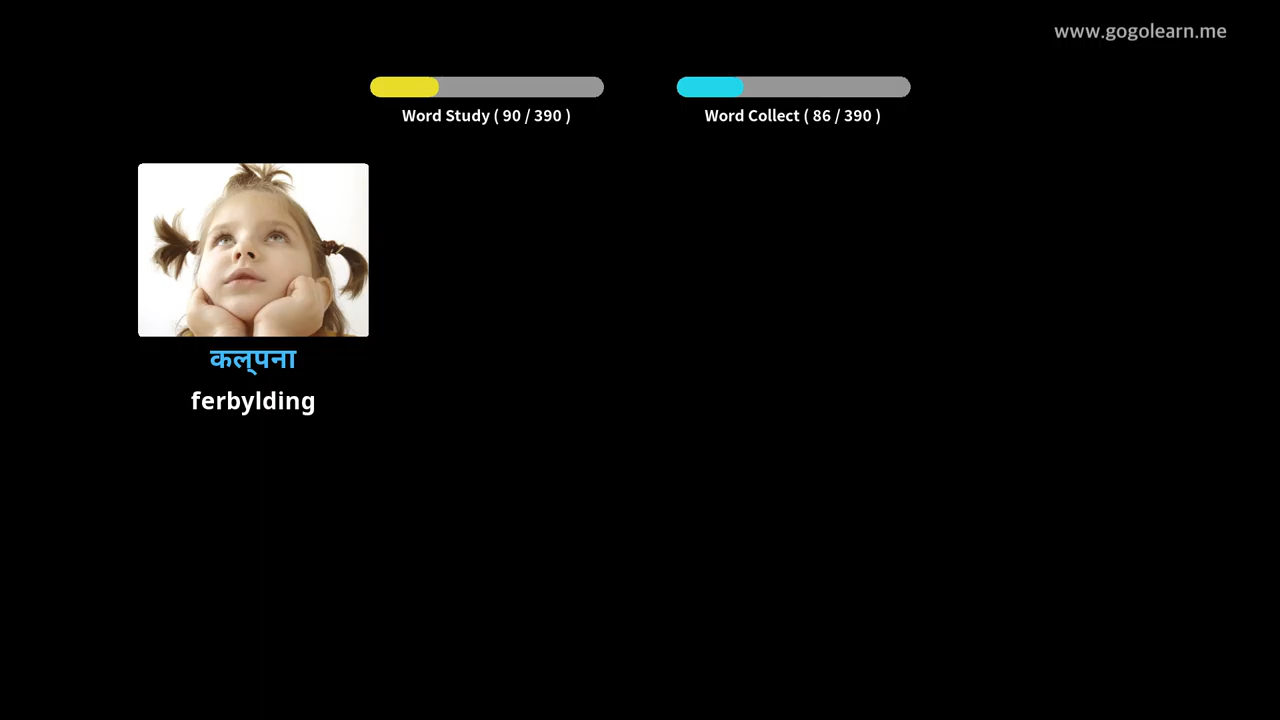 www.gogolearn.me
Word Study ( 90 / 390 )
Word Collect ( 86 / 390 )
कल्पना
ferbylding